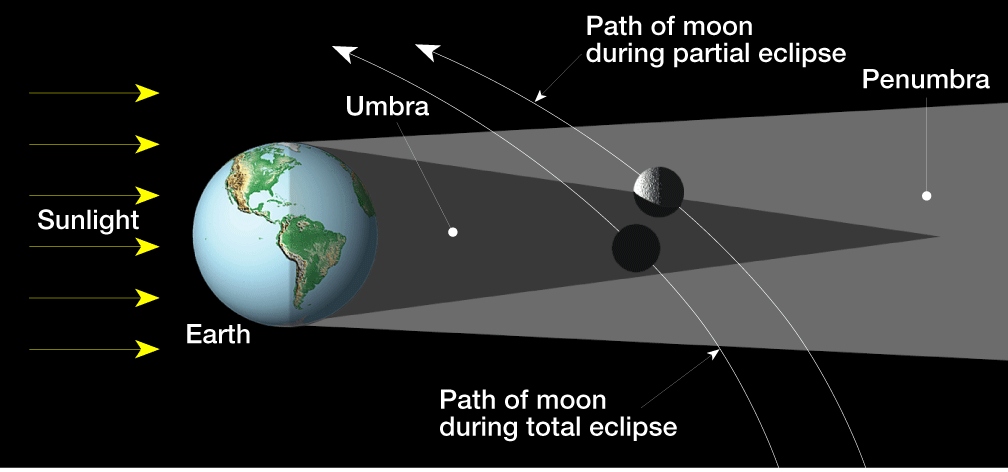 Path of moon
during partial eclipse
Penumbra
Umbra
Sunlight
Earth
Path of moon
during total eclipse